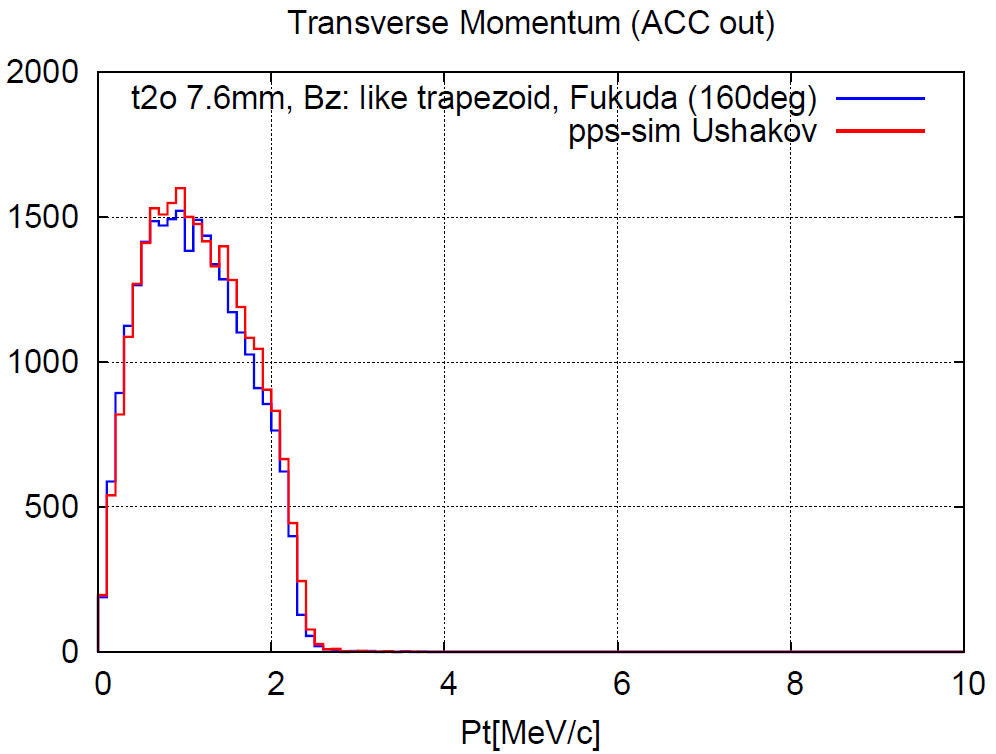 Transverse Momentum (ACC out)
2000
t2o 7.6mm, Bz: like trapezoid, Fukuda (160deg)
pps-sim Ushakov
1500
1000
500
0
0 2 4 6 8 10
Pt[MeV/c]